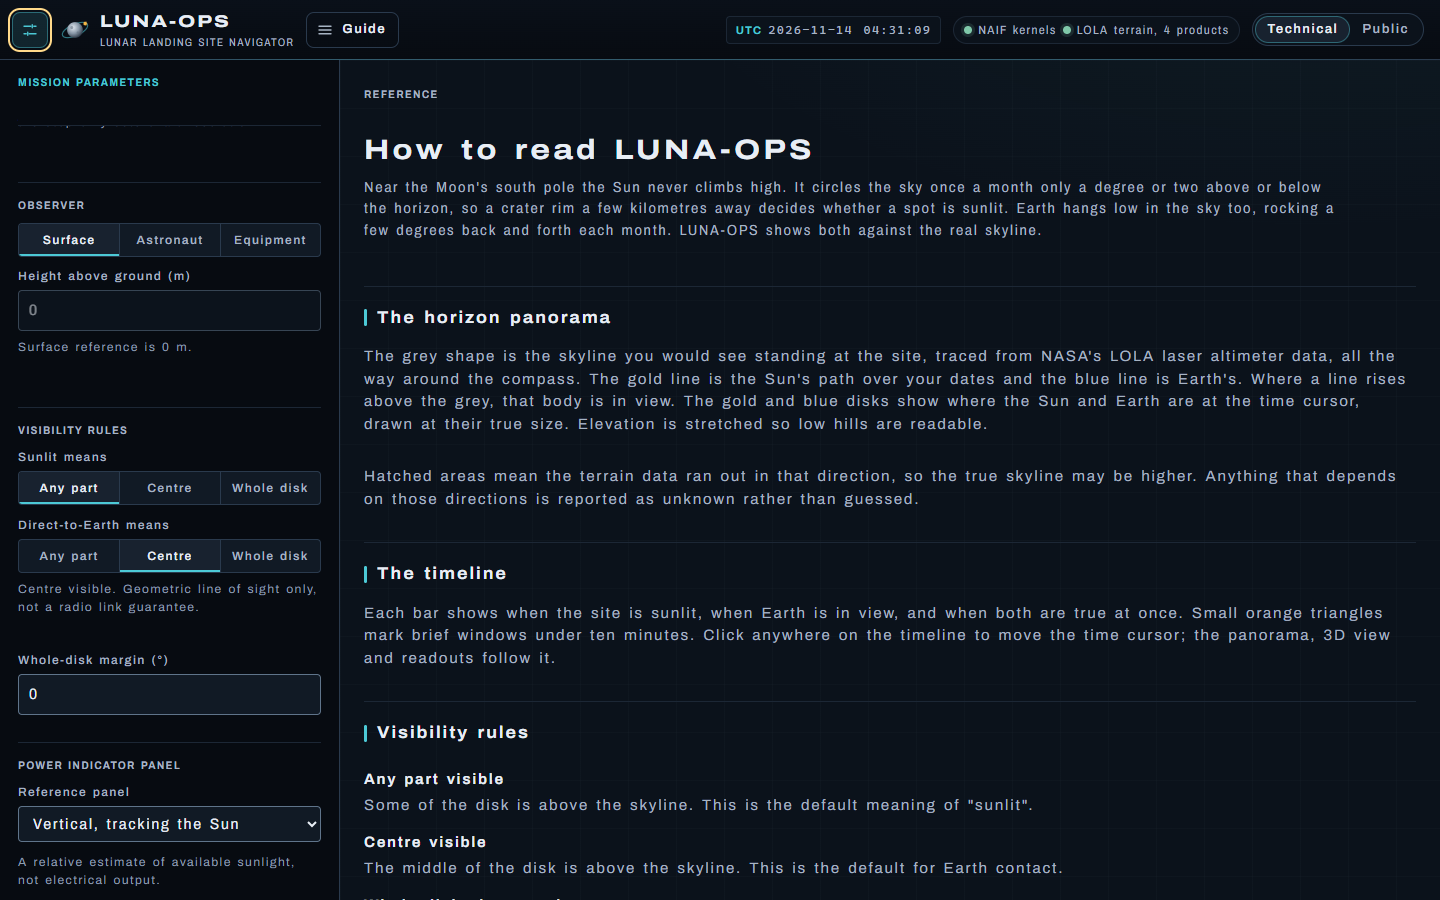 LUNA-OPS
LUNAR LANDING SITE NAVIGATOR
Guide
UTC 2026-11-14 04:31:09
NAIF kernels
LOLA terrain, 4 products
Technical
Public
MISSION PARAMETERS
OBSERVER
Surface
Astronaut
Equipment
Height above ground (m)
0
Surface reference is 0 m.
VISIBILITY RULES
Sunlit means
Any part
Centre
Whole disk
Direct-to-Earth means
Any part
Centre
Whole disk
Centre visible. Geometric line of sight only,
not a radio link guarantee.
Whole-disk margin (°)
0
POWER INDICATOR PANEL
Reference panel
Vertical, tracking the Sun
A relative estimate of available sunlight,
not electrical output.
REFERENCE
How to read LUNA-OPS
Near the Moon's south pole the Sun never climbs high. It circles the sky once a month only a degree or two above or below
the horizon, so a crater rim a few kilometres away decides whether a spot is sunlit. Earth hangs low in the sky too, rocking a
few degrees back and forth each month. LUNA-OPS shows both against the real skyline.
The horizon panorama
The grey shape is the skyline you would see standing at the site, traced from NASA's LOLA laser altimeter data, all the
way around the compass. The gold line is the Sun's path over your dates and the blue line is Earth's. Where a line rises
above the grey, that body is in view. The gold and blue disks show where the Sun and Earth are at the time cursor,
drawn at their true size. Elevation is stretched so low hills are readable.
Hatched areas mean the terrain data ran out in that direction, so the true skyline may be higher. Anything that depends
on those directions is reported as unknown rather than guessed.
The timeline
Each bar shows when the site is sunlit, when Earth is in view, and when both are true at once. Small orange triangles
mark brief windows under ten minutes. Click anywhere on the timeline to move the time cursor; the panorama, 3D view
and readouts follow it.
Visibility rules
Any part visible
Some of the disk is above the skyline. This is the default meaning of "sunlit".
Centre visible
The middle of the disk is above the skyline. This is the default for Earth contact.